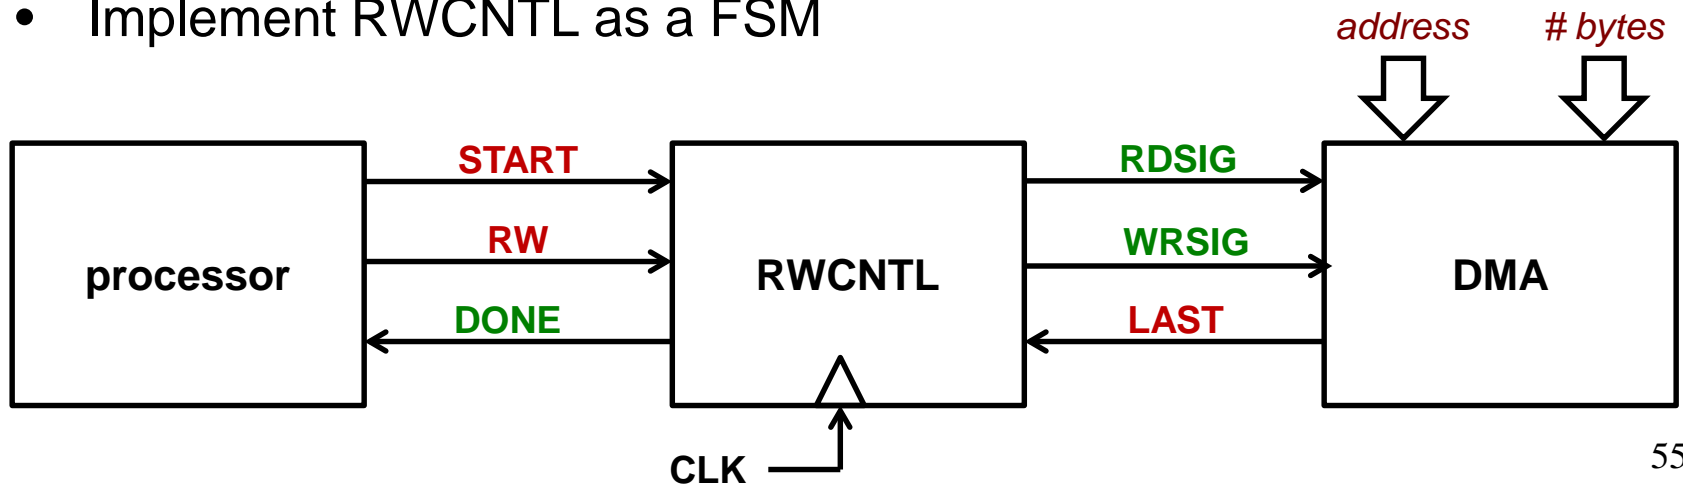 • Implement RWCNTL as a FSM
address # bytes
START RDSIG
RW WRSIG
processor RWCNTL DMA
DONE LAST
CLK
55